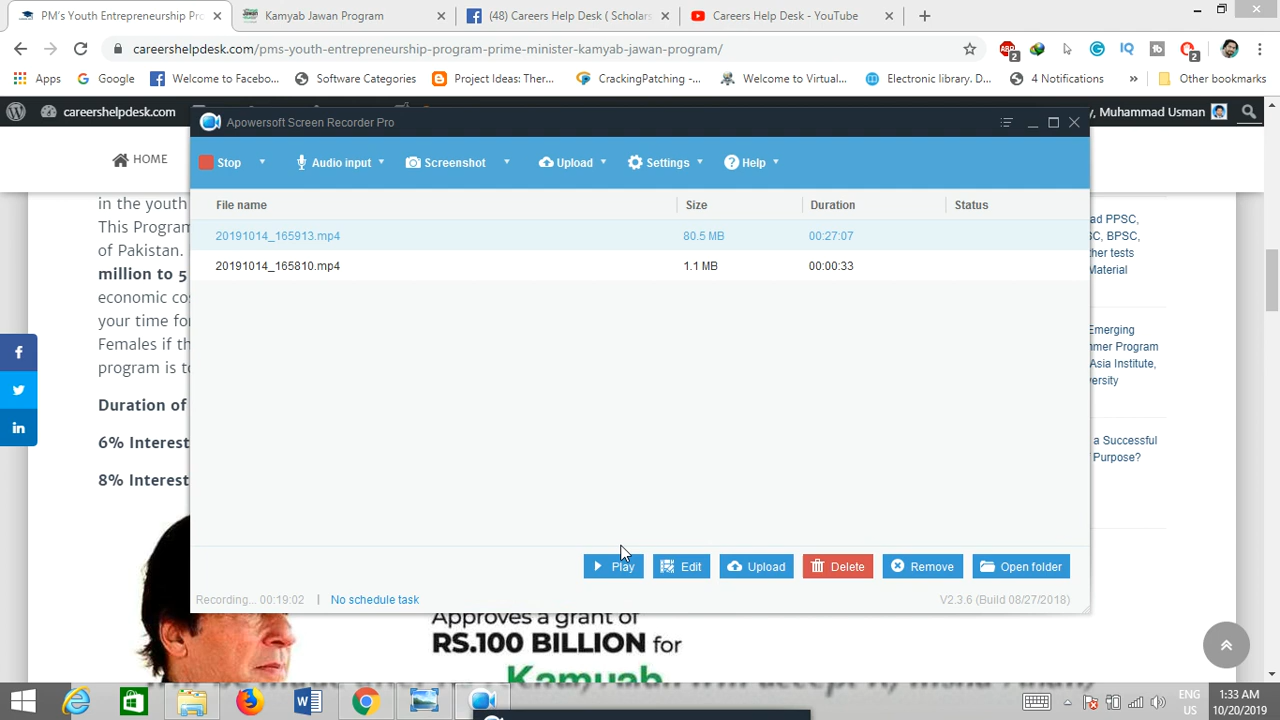 PM's Youth Entrepreneurship Pr
Kamyab Jawan Program
(48) Careers Help Desk ( Scholars
Careers Help Desk - YouTube
careershelpdesk.com/pms-youth-entrepreneurship-program-prime-minister-kamyab-jawan-program/
Apps
Google
Welcome to Facebo...
Software Categories
Project Ideas: Ther...
CrackingPatching -...
Welcome to Virtual...
Electronic library. D...
4 Notifications
Other bookmarks
careershelpdesk.com
y, Muhammad Usman
HOME
Apowersoft Screen Recorder Pro
Stop
Audio input
Screenshot
Upload
Settings
Help
File name
Size
Duration
Status
20191014_165913.mp4
80.5 MB
00:27:07
20191014_165810.mp4
1.1 MB
00:00:33
in the youth
This Program
of Pakistan.
million to 5
economic co
your time fo
Females if th
program is to
Duration of
6% Interest
8% Interest
ad PPSC,
SC, BPSC,
ther tests
Material
Emerging
mmer Program
Asia Institute,
versity
a Successful
f Purpose?
Play
Edit
Upload
Delete
Remove
Open folder
Recording... 00:19:02
No schedule task
V2.3.6 (Build 08/27/2018)
Approves a grant of
RS.100 BILLION for
Kamyab
ENG
US
1:33 AM
10/20/2019